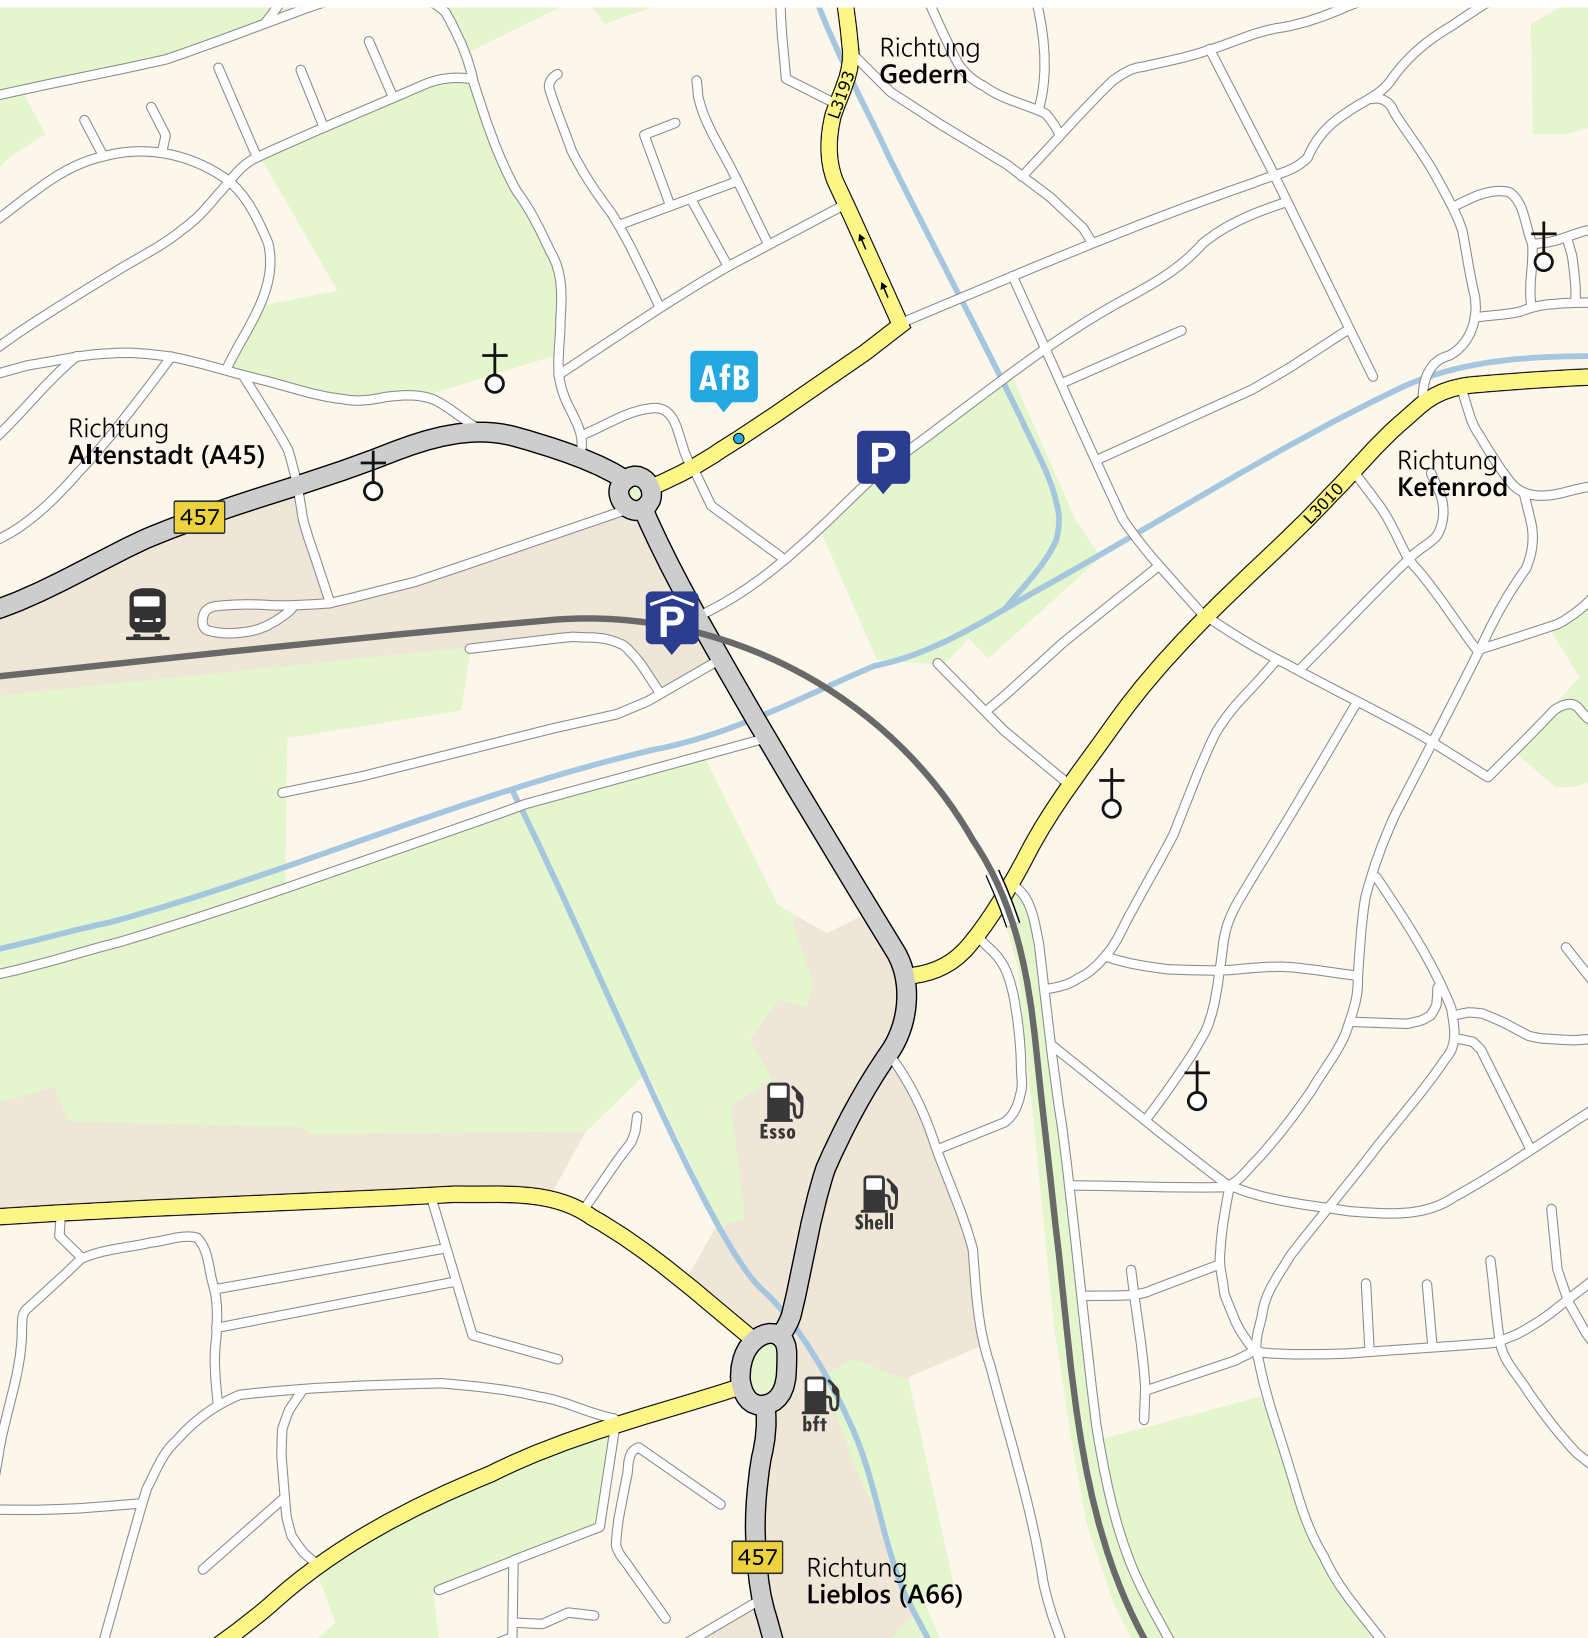 Richtung
Gedern
L3193
AfB
Richtung
Altenstadt (A45)
P
457
Richtung
Kefenrod
L3010
P
Esso
Shell
bft
457
Richtung
Lieblos (A66)